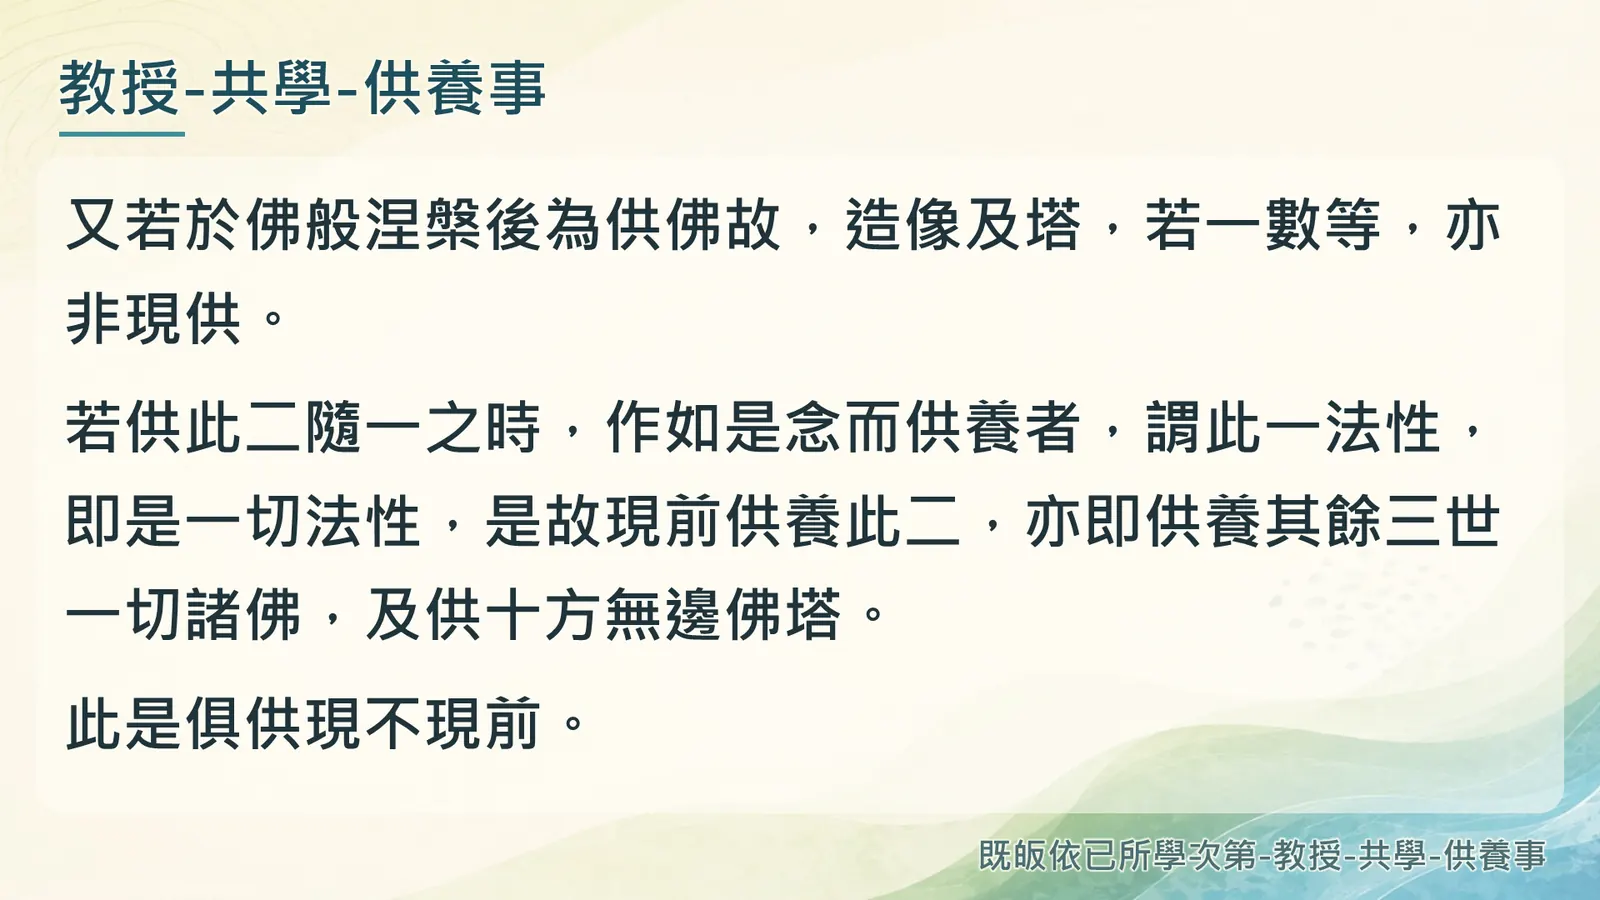 教授-共學-供養事
又若於佛般涅槃後為供佛故，造像及塔，若一數等，亦
非現供。
若供此二隨一之時，作如是念而供養者，謂此一法性，
即是一切法性，是故現前供養此二，亦即供養其餘三世
一切諸佛，及供十方無邊佛塔。
此是俱供現不現前。
既皈依已所學次第-教授-共學-供養事